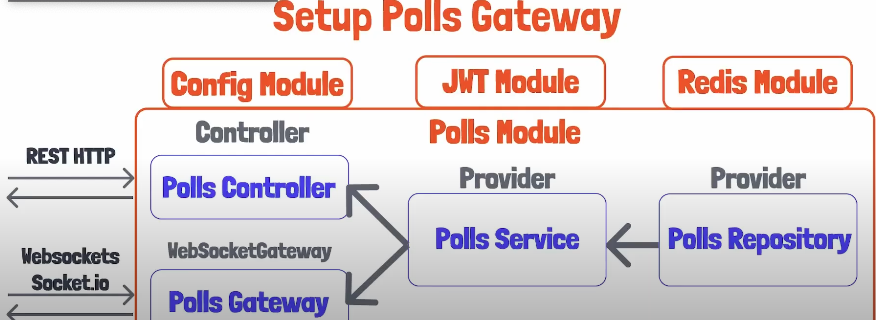 Setup Polls Gateway
Config Module
JWT Module
Redis Module
Controller
Polls Module
REST HTTP
Polls Controller
Provider
Provider
Polls Service
Polls Repository
WebSocketGateway
Websockets
Socket.io
Polls Gateway